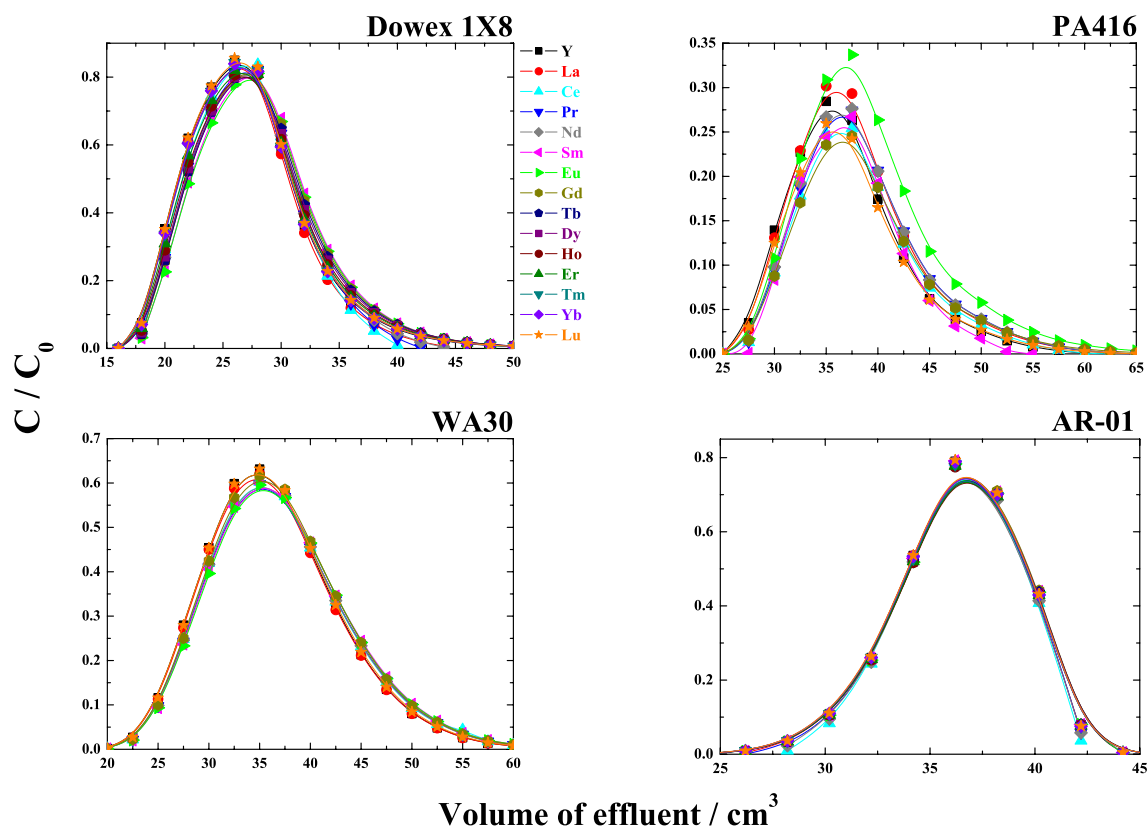 Dowex 1X8
PA416
0.0
0.2
0.4
0.6
0.8
15 20 25 30 35 40 45 50
Y
La
Ce
Pr
Nd
Sm
Eu
Gd
Tb
Dy
Ho
Er
Tm
Yb
Lu
0.35
0.30
0.25
0.20
0.15
0.10
0.05
0.00
25 30 35 40 45 50 55 60 65
C / C₀
WA30
AR-01
0.7
0.6
0.5
0.4
0.3
0.2
0.1
0.0
20 25 30 35 40 45 50 55 60
0.8
0.6
0.4
0.2
0.0
25 30 35 40 45
Volume of effluent / cm³